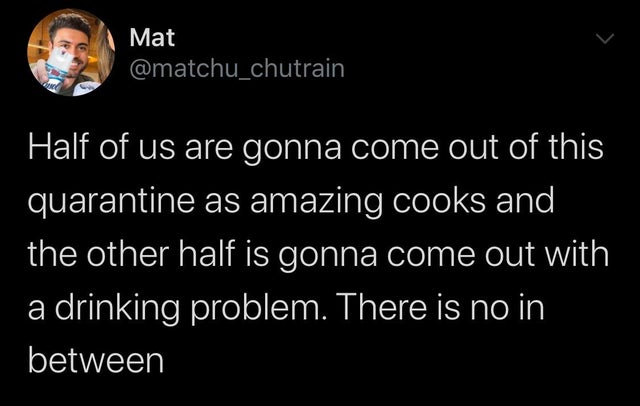 Mat
@matchu_chutrain
Half of us are gonna come out of this
quarantine as amazing cooks and
the other half is gonna come out with
a drinking problem. There is no in
between